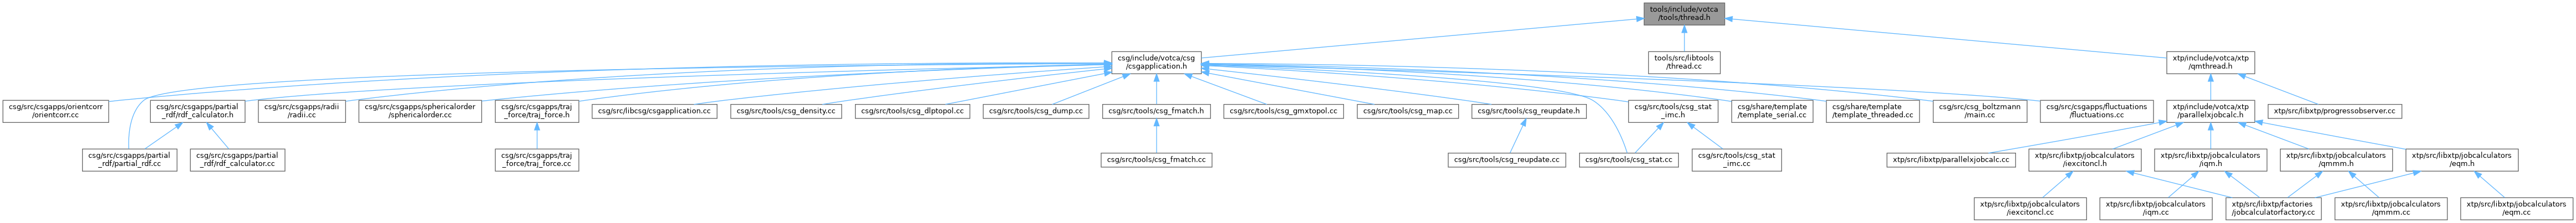 tools/include/votca
/tools/thread.h
csg/include/votca/csg
/csgapplication.h
tools/src/libtools
/thread.cc
xtp/include/votca/xtp
/qmthread.h
csg/src/csgapps/orientcorr
/orientcorr.cc
csg/src/csgapps/partial
_rdf/rdf_calculator.h
csg/src/csgapps/radii
/radii.cc
csg/src/csgapps/sphericalorder
/sphericalorder.cc
csg/src/csgapps/traj
_force/traj_force.h
csg/src/libcsg/csgapplication.cc
csg/src/tools/csg_density.cc
csg/src/tools/csg_dlptopol.cc
csg/src/tools/csg_dump.cc
csg/src/tools/csg_fmatch.h
csg/src/tools/csg_gmxtopol.cc
csg/src/tools/csg_map.cc
csg/src/tools/csg_reupdate.h
csg/src/tools/csg_stat
_imc.h
csg/share/template
/template_serial.cc
csg/share/template
/template_threaded.cc
csg/src/csg_boltzmann
/main.cc
csg/src/csgapps/fluctuations
/fluctuations.cc
xtp/include/votca/xtp
/parallelxjobcalc.h
xtp/src/libxtp/progressobserver.cc
csg/src/csgapps/partial
_rdf/partial_rdf.cc
csg/src/csgapps/partial
_rdf/rdf_calculator.cc
csg/src/csgapps/traj
_force/traj_force.cc
csg/src/tools/csg_fmatch.cc
csg/src/tools/csg_reupdate.cc
csg/src/tools/csg_stat.cc
csg/src/tools/csg_stat
_imc.cc
xtp/src/libxtp/parallelxjobcalc.cc
xtp/src/libxtp/jobcalculators
/iexcitoncl.h
xtp/src/libxtp/jobcalculators
/iqm.h
xtp/src/libxtp/jobcalculators
/qmmm.h
xtp/src/libxtp/jobcalculators
/eqm.h
xtp/src/libxtp/jobcalculators
/iexcitoncl.cc
xtp/src/libxtp/jobcalculators
/iqm.cc
xtp/src/libxtp/factories
/jobcalculatorfactory.cc
xtp/src/libxtp/jobcalculators
/qmmm.cc
xtp/src/libxtp/jobcalculators
/eqm.cc